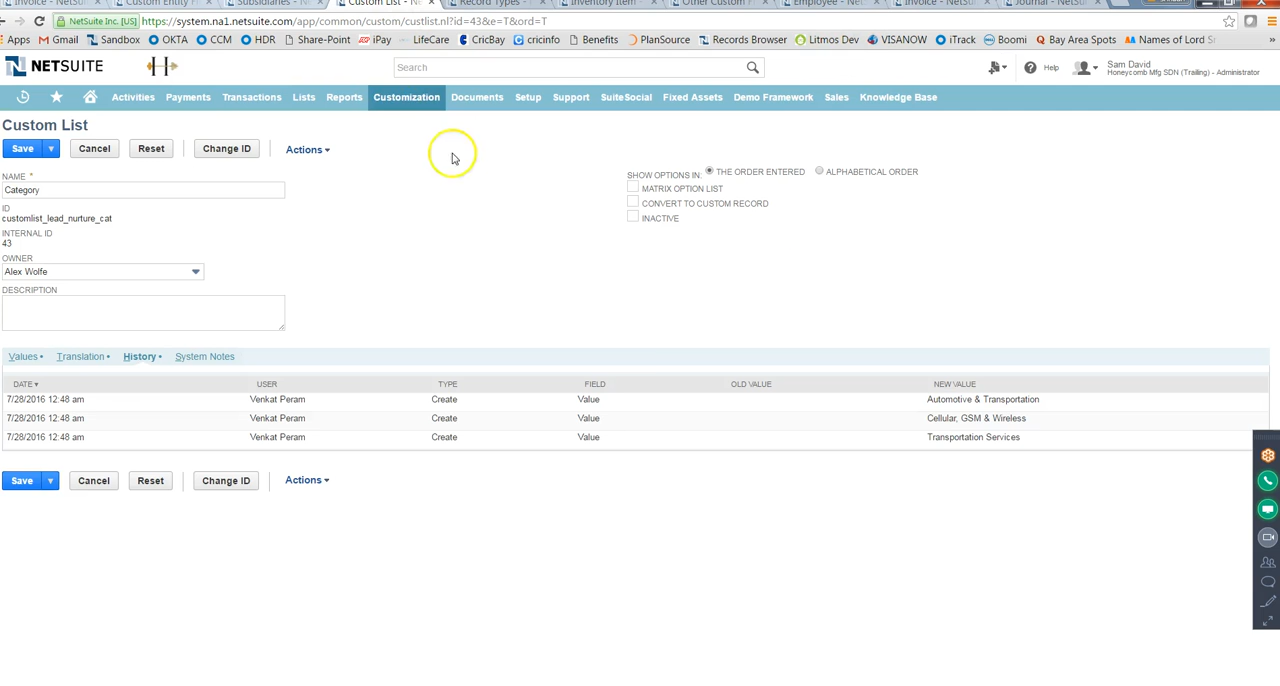 Invoice - NetSu
Custom Entity F
Subsidiaries - N
Custom List - Ne
Record Types - N
Inventory Item -
Other Custom F
Employee - Net
Invoice - NetSui
Journal - NetSu
NetSuite Inc. [US] https://system.na1.netsuite.com/app/common/custom/custlist.nl?id=43&e=T&ord=T
Apps Gmail Sandbox OKTA CCM HDR Share-Point iPay LifeCare CricBay cricinfo Benefits PlanSource Records Browser Litmos Dev VISANOW iTrack Boomi Bay Area Spots Names of Lord Sr »
NETSUITE
Search
Help
Sam David
Honeycomb Mfg SDN (Trailing) - Administrator
Activities Payments Transactions Lists Reports Customization Documents Setup Support SuiteSocial Fixed Assets Demo Framework Sales Knowledge Base
Custom List
Save Cancel Reset Change ID Actions
NAME *
Category
ID
customlist_lead_nurture_cat
INTERNAL ID
43
OWNER
Alex Wolfe
DESCRIPTION
SHOW OPTIONS IN: THE ORDER ENTERED ALPHABETICAL ORDER
MATRIX OPTION LIST
CONVERT TO CUSTOM RECORD
INACTIVE
Values • Translation • History • System Notes
DATE USER TYPE FIELD OLD VALUE NEW VALUE
7/28/2016 12:48 am Venkat Peram Create Value Automotive & Transportation
7/28/2016 12:48 am Venkat Peram Create Value Cellular, GSM & Wireless
7/28/2016 12:48 am Venkat Peram Create Value Transportation Services
Save Cancel Reset Change ID Actions